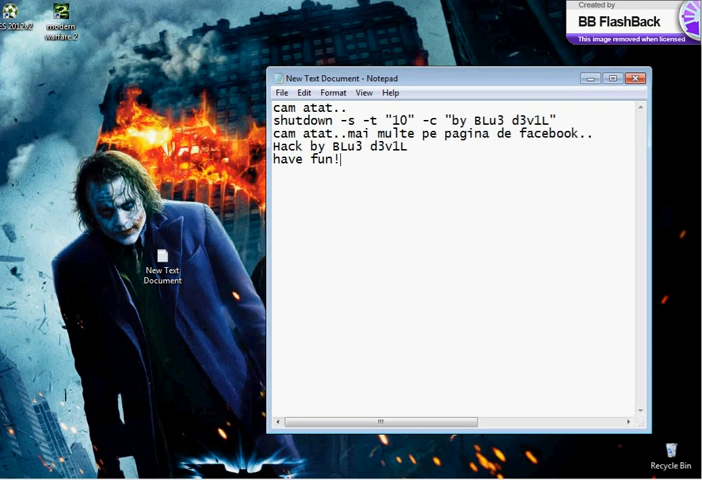 ES 2012v2
modern
warfare 2
Created by
BB FlashBack
This image removed when licensed
New Text Document - Notepad
File Edit Format View Help
cam atat..
shutdown -s -t "10" -c "by BLu3 d3v1L"
cam atat..mai multe pe pagina de facebook..
Hack by BLu3 d3v1L
have fun!
New Text
Document
Recycle Bin